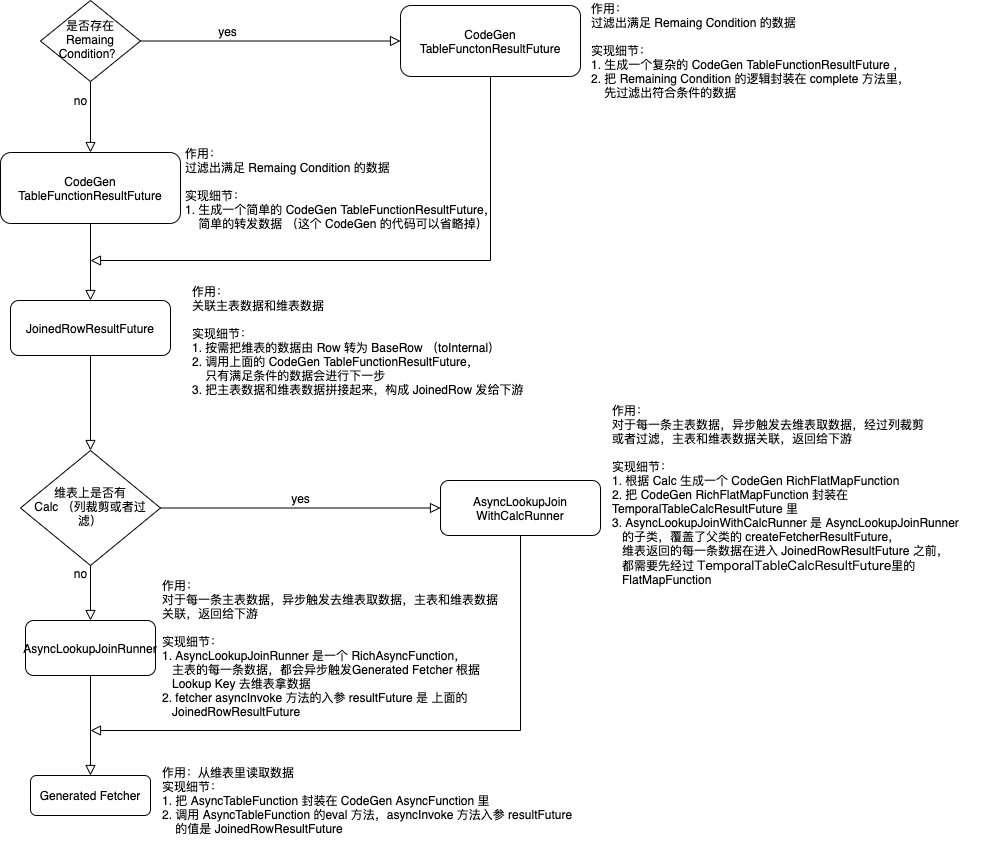 是否存在
Remaing
Condition?
yes
CodeGen
TableFunctonResultFuture
作用：
过滤出满足 Remaing Condition 的数据
实现细节：
1. 生成一个复杂的 CodeGen TableFunctionResultFuture ，
2. 把 Remaining Condition 的逻辑封装在 complete 方法里，
先过滤出符合条件的数据
no
CodeGen
TableFunctionResultFuture
作用：
过滤出满足 Remaing Condition 的数据
实现细节：
1. 生成一个简单的 CodeGen TableFunctionResultFuture，
简单的转发数据 （这个 CodeGen 的代码可以省略掉）
JoinedRowResultFuture
作用：
关联主表数据和维表数据
实现细节：
1. 按需把维表的数据由 Row 转为 BaseRow （toInternal）
2. 调用上面的 CodeGen TableFunctionResultFuture，
只有满足条件的数据会进行下一步
3. 把主表数据和维表数据拼接起来，构成 JoinedRow 发给下游
维表上是否有
Calc （列裁剪或者过
滤）
yes
AsyncLookupJoin
WithCalcRunner
作用：
对于每一条主表数据，异步触发去维表取数据，经过列裁剪
或者过滤，主表和维表数据关联，返回给下游
实现细节：
1. 根据 Calc 生成一个 CodeGen RichFlatMapFunction
2. 把 CodeGen RichFlatMapFunction 封装在
TemporalTableCalcResultFuture 里
3. AsyncLookupJoinWithCalcRunner 是 AsyncLookupJoinRunner
的子类，覆盖了父类的 createFetcherResultFuture，
维表返回的每一条数据在进入 JoinedRowResultFuture 之前，
都需要先经过 TemporalTableCalcResultFuture里的
FlatMapFunction
no
AsyncLookupJoinRunner
作用：
对于每一条主表数据，异步触发去维表取数据，主表和维表数据
关联，返回给下游
实现细节：
1. AsyncLookupJoinRunner 是一个 RichAsyncFunction，
主表的每一条数据，都会异步触发Generated Fetcher 根据
Lookup Key 去维表拿数据
2. fetcher asyncInvoke 方法的入参 resultFuture 是 上面的
JoinedRowResultFuture
Generated Fetcher
作用：从维表里读取数据
实现细节：
1. 把 AsyncTableFunction 封装在 CodeGen AsyncFunction 里
2. 调用 AsyncTableFunction 的eval 方法，asyncInvoke 方法入参 resultFuture
的值是 JoinedRowResultFuture